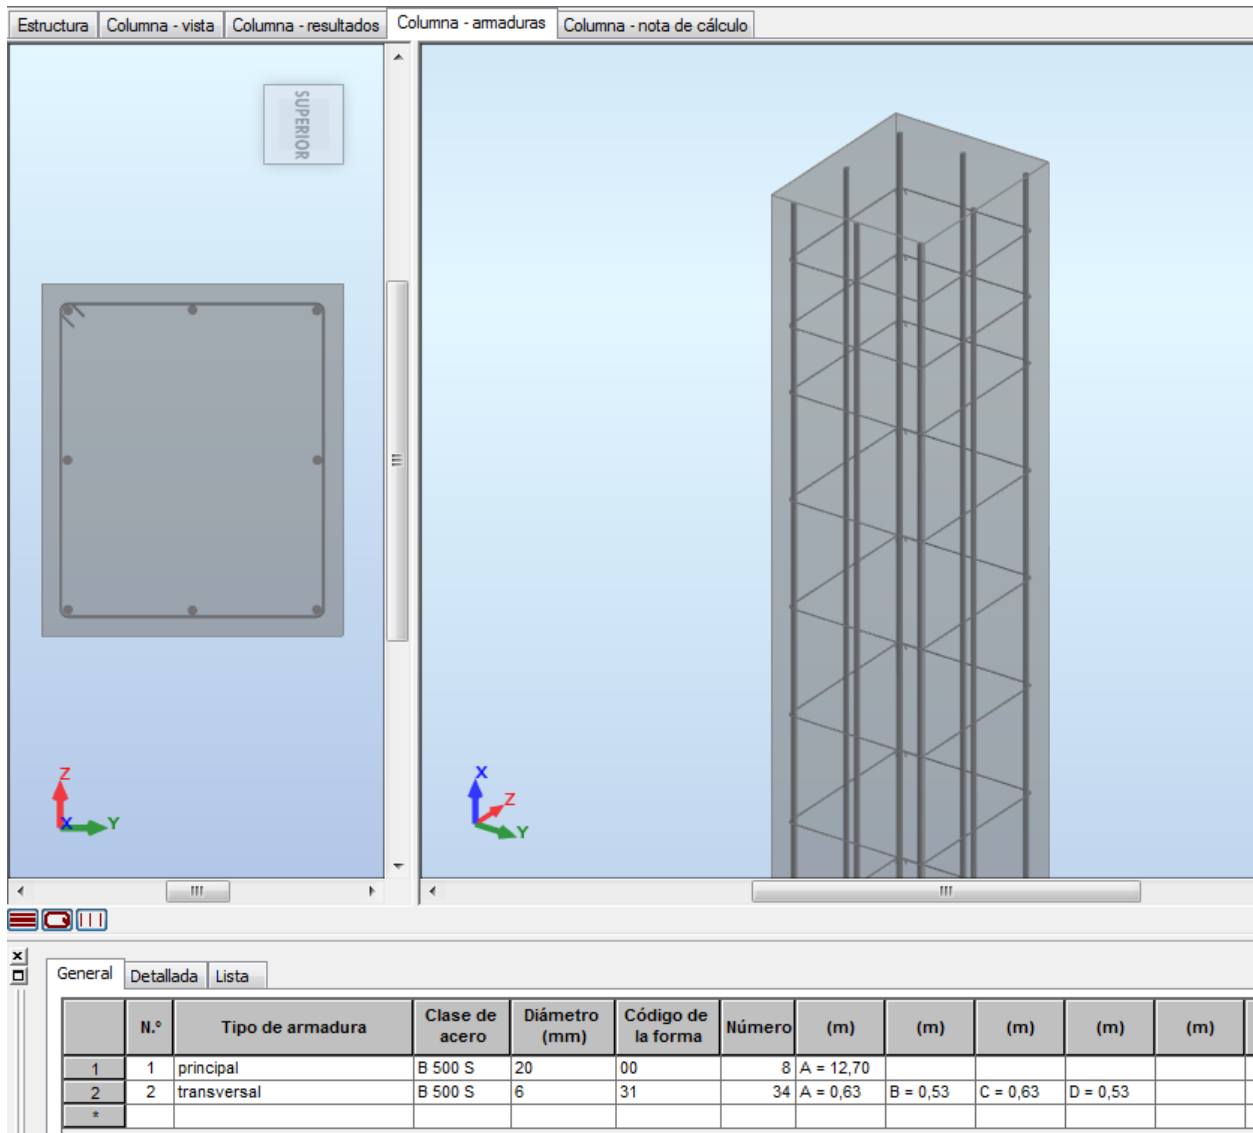 Estructura Columna - vista Columna - resultados Columna - armaduras Columna - nota de cálculo
SUPERIOR
Z
X Y
X
Z
Y
General Detallada Lista
N.º Tipo de armadura Clase de acero Diámetro (mm) Código de la forma Número (m) (m) (m) (m) (m)
1 1 principal B 500 S 20 00 8 A = 12,70
2 2 transversal B 500 S 6 31 34 A = 0,63 B = 0,53 C = 0,63 D = 0,53
*